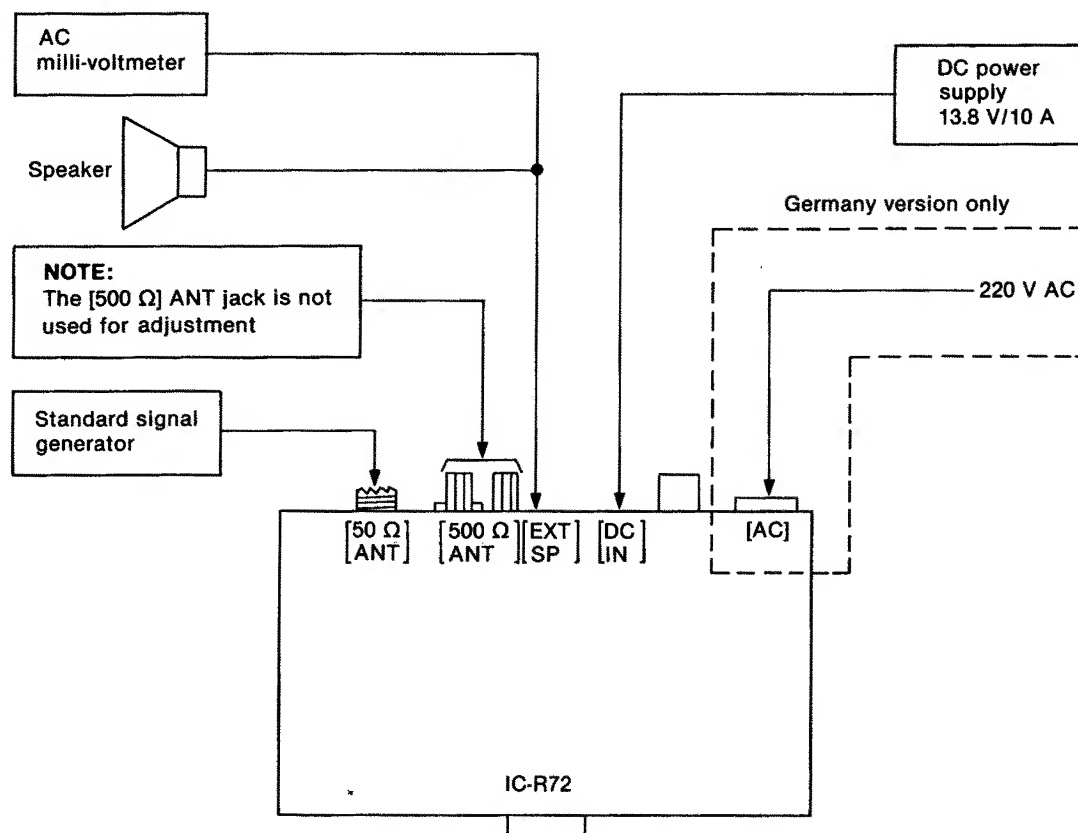 AC
milli-voltmeter
DC power
supply
13.8 V/10 A
Speaker
Germany version only
NOTE:
The [500 Ω] ANT jack is not
used for adjustment
220 V AC
Standard signal
generator
[50 Ω
ANT]
[500 Ω
ANT]
[EXT
SP]
[DC
IN]
[AC]
IC-R72